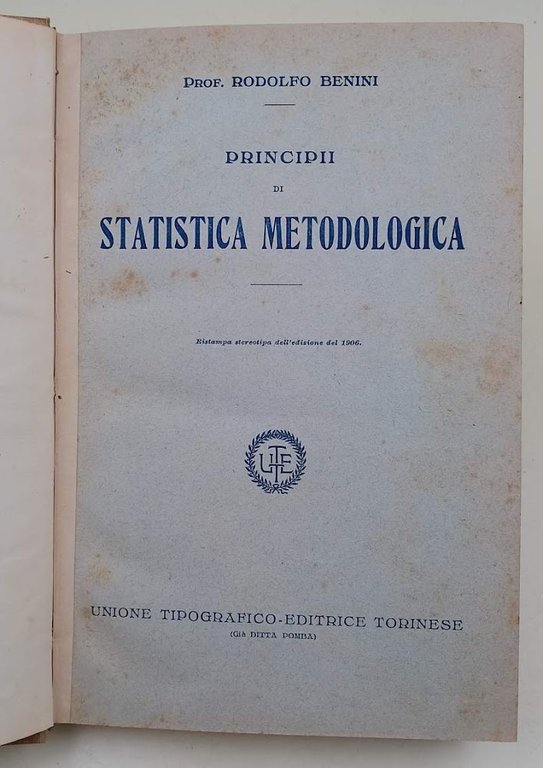 PROF. RODOLFO BENINI
PRINCIPII
DI
STATISTICA METODOLOGICA
Ristampa stereotipa dell'edizione del 1906.
UTET
UNIONE TIPOGRAFICO-EDITRICE TORINESE
(Già DITTA POMBA)